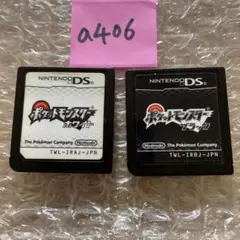 a406
NINTENDO DS
ポケットモンスター
ホワイト
The Pokémon Company
Nintendo
TWL-IRAJ-JPN
NINTENDO DS
ポケットモンスター
ブラック
The Pokémon Company
Nintendo
TWL-IRBJ-JPN